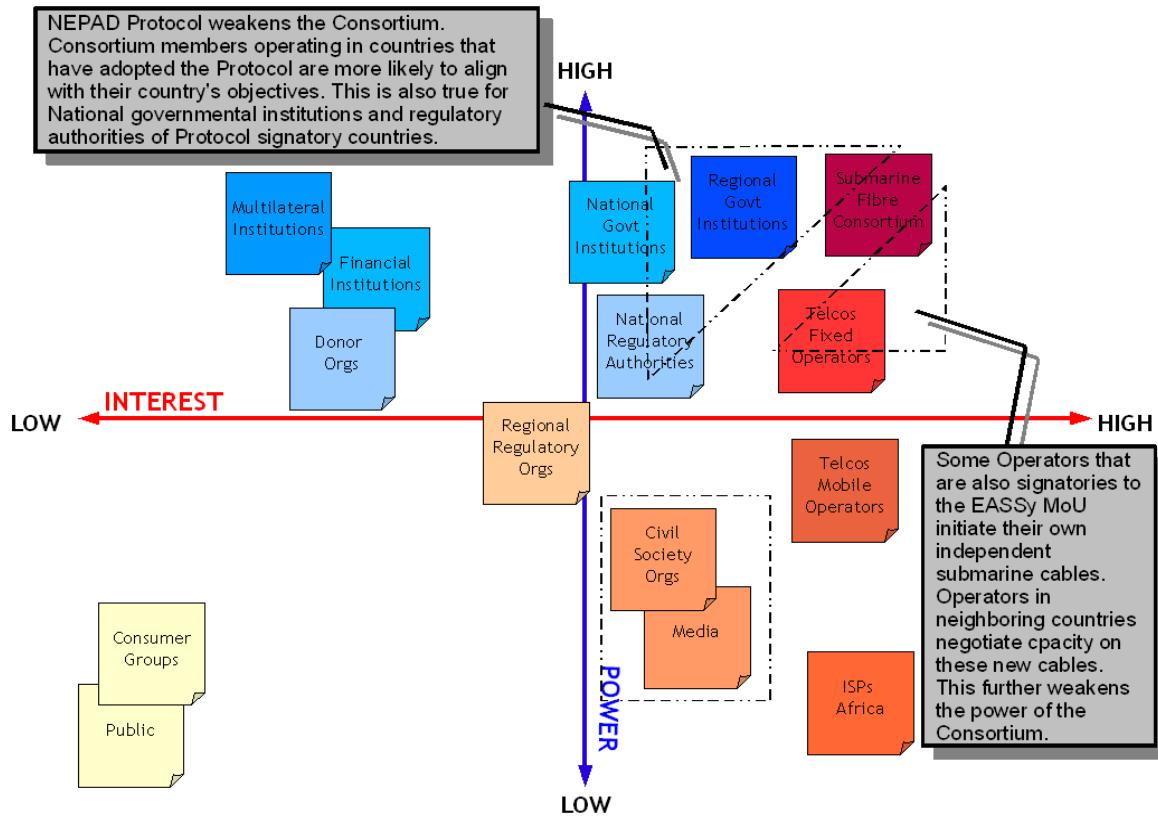 NEPAD Protocol weakens the Consortium.
Consortium members operating in countries that
have adopted the Protocol are more likely to align
with their country's objectives. This is also true for
National governmental institutions and regulatory
authorities of Protocol signatory countries.
HIGH
Multilateral
Institutions
Financial
Institutions
Donor
Orgs
National
Govt
Institutions
Regional
Govt
Institutions
Submarine
Fibre
Consortium
National
Regulatory
Authorities
Telcos
Fixed
Operators
INTEREST
LOW
HIGH
Regional
Regulatory
Orgs
Telcos
Mobile
Operators
Some Operators that
are also signatories to
the EASSy MoU
initiate their own
independent
submarine cables.
Operators in
neighboring countries
negotiate cpacity on
these new cables.
This further weakens
the power of the
Consortium.
Civil
Society
Orgs
Media
Consumer
Groups
Public
POWER
ISPs
Africa
LOW